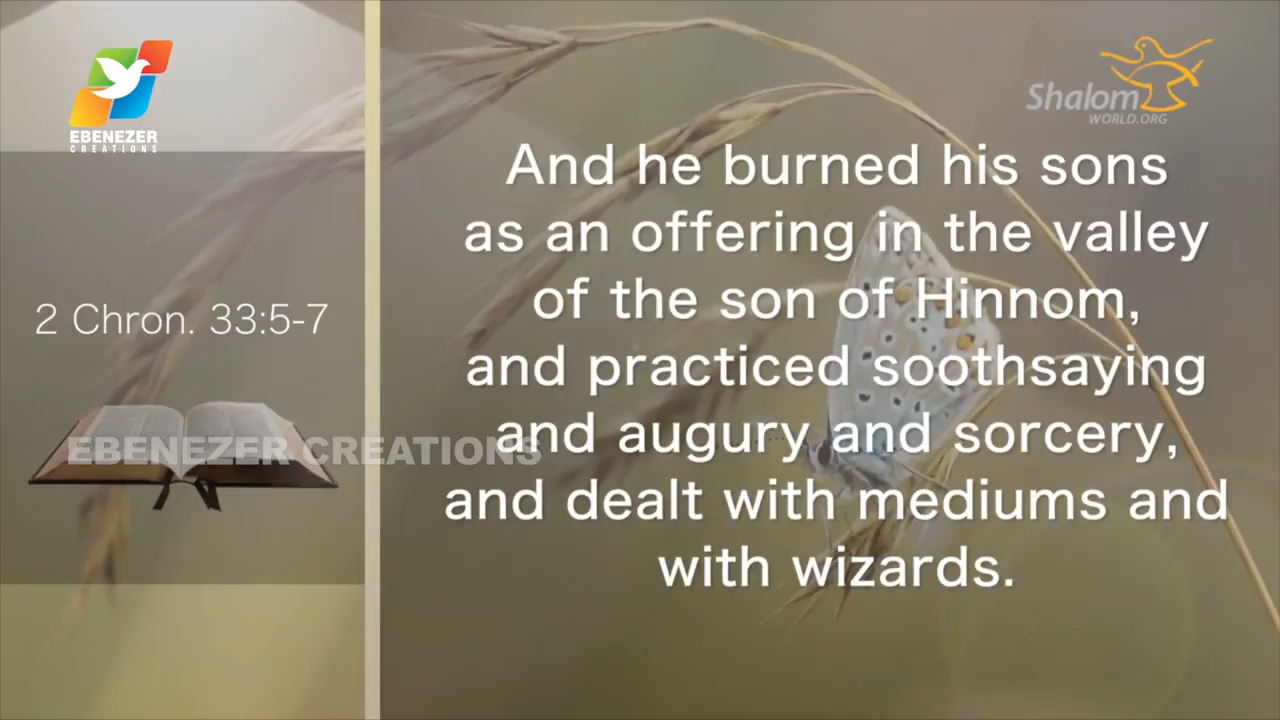 EBENEZER
CREATIONS
Shalom
WORLD.ORG
2 Chron. 33:5-7
And he burned his sons
as an offering in the valley
of the son of Hinnom,
and practiced soothsaying
and augury and sorcery,
and dealt with mediums and
with wizards.
EBENEZER CREATIONS